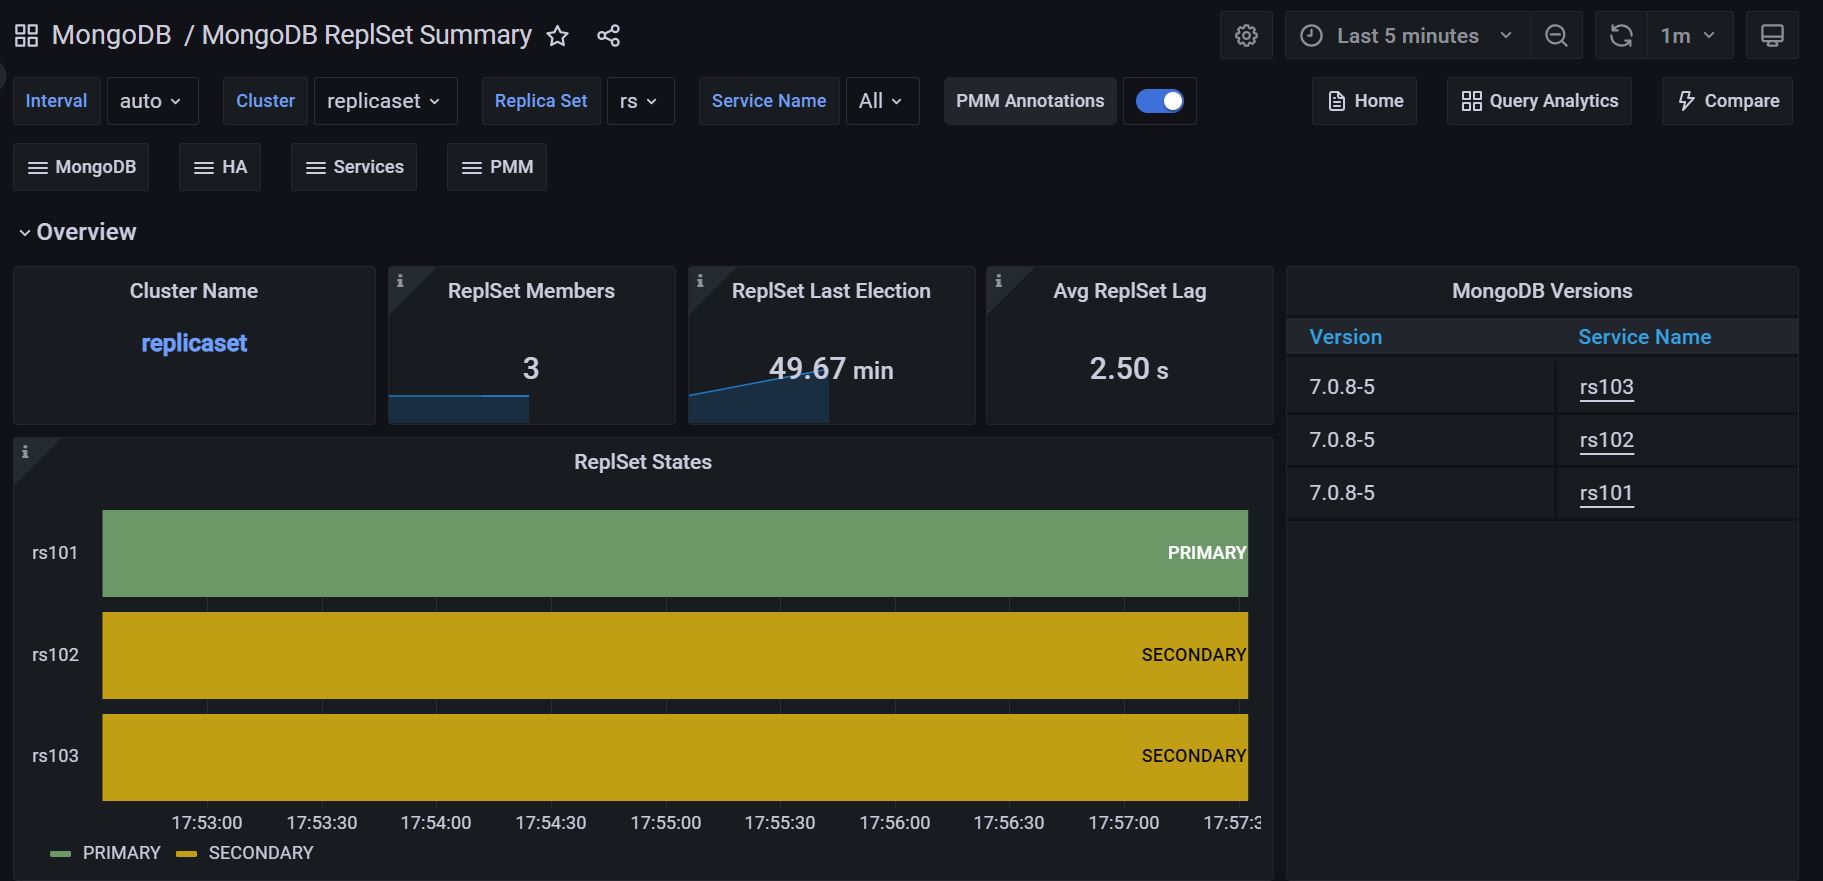 MongoDB / MongoDB ReplSet Summary
Last 5 minutes
1m
Interval auto Cluster replicaset Replica Set rs Service Name All PMM Annotations Home Query Analytics Compare
MongoDB HA Services PMM
Overview
Cluster Name
replicaset
ReplSet Members
3
ReplSet Last Election
49.67 min
Avg ReplSet Lag
2.50 s
MongoDB Versions
Version Service Name
7.0.8-5 rs103
7.0.8-5 rs102
7.0.8-5 rs101
ReplSet States
rs101 PRIMARY
rs102 SECONDARY
rs103 SECONDARY
17:53:00 17:53:30 17:54:00 17:54:30 17:55:00 17:55:30 17:56:00 17:56:30 17:57:00 17:57:3
PRIMARY SECONDARY